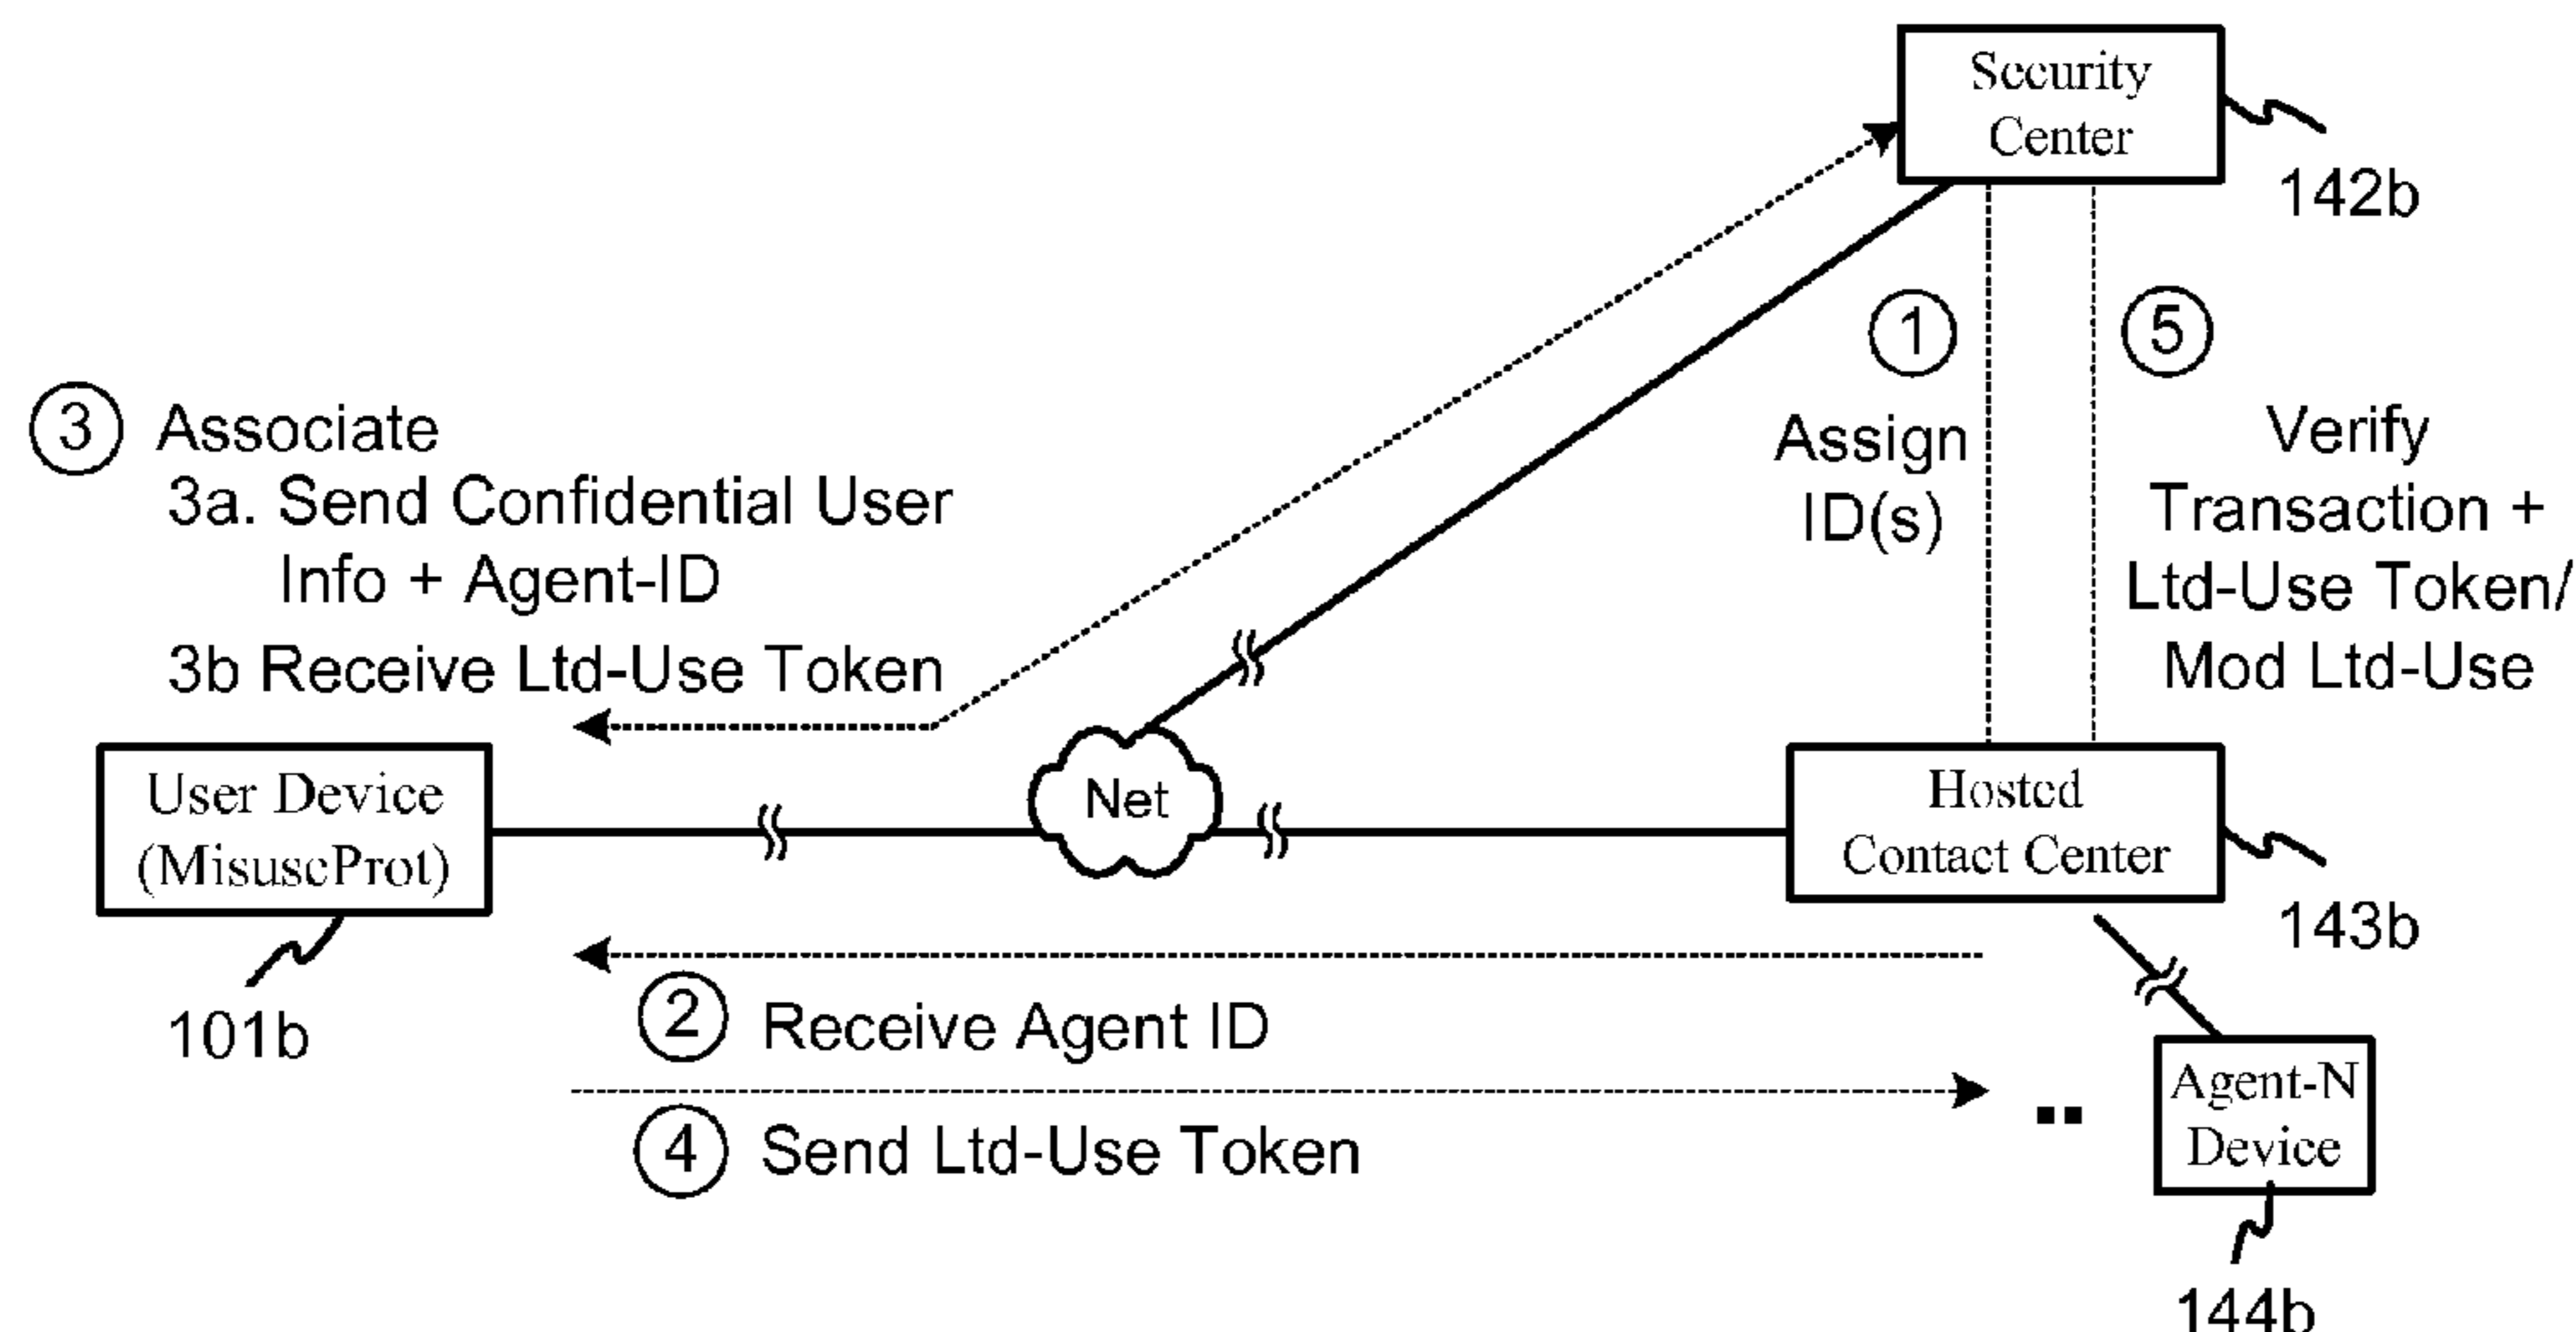 Security
Center
142b
1
5
Assign
ID(s)
Verify
Transaction +
Ltd-Use Token/
Mod Ltd-Use
3 Associate
3a. Send Confidential User
Info + Agent-ID
3b Receive Ltd-Use Token
User Device
(MisuseProt)
101b
Net
Hosted
Contact Center
143b
2 Receive Agent ID
4 Send Ltd-Use Token
Agent-N
Device
144b